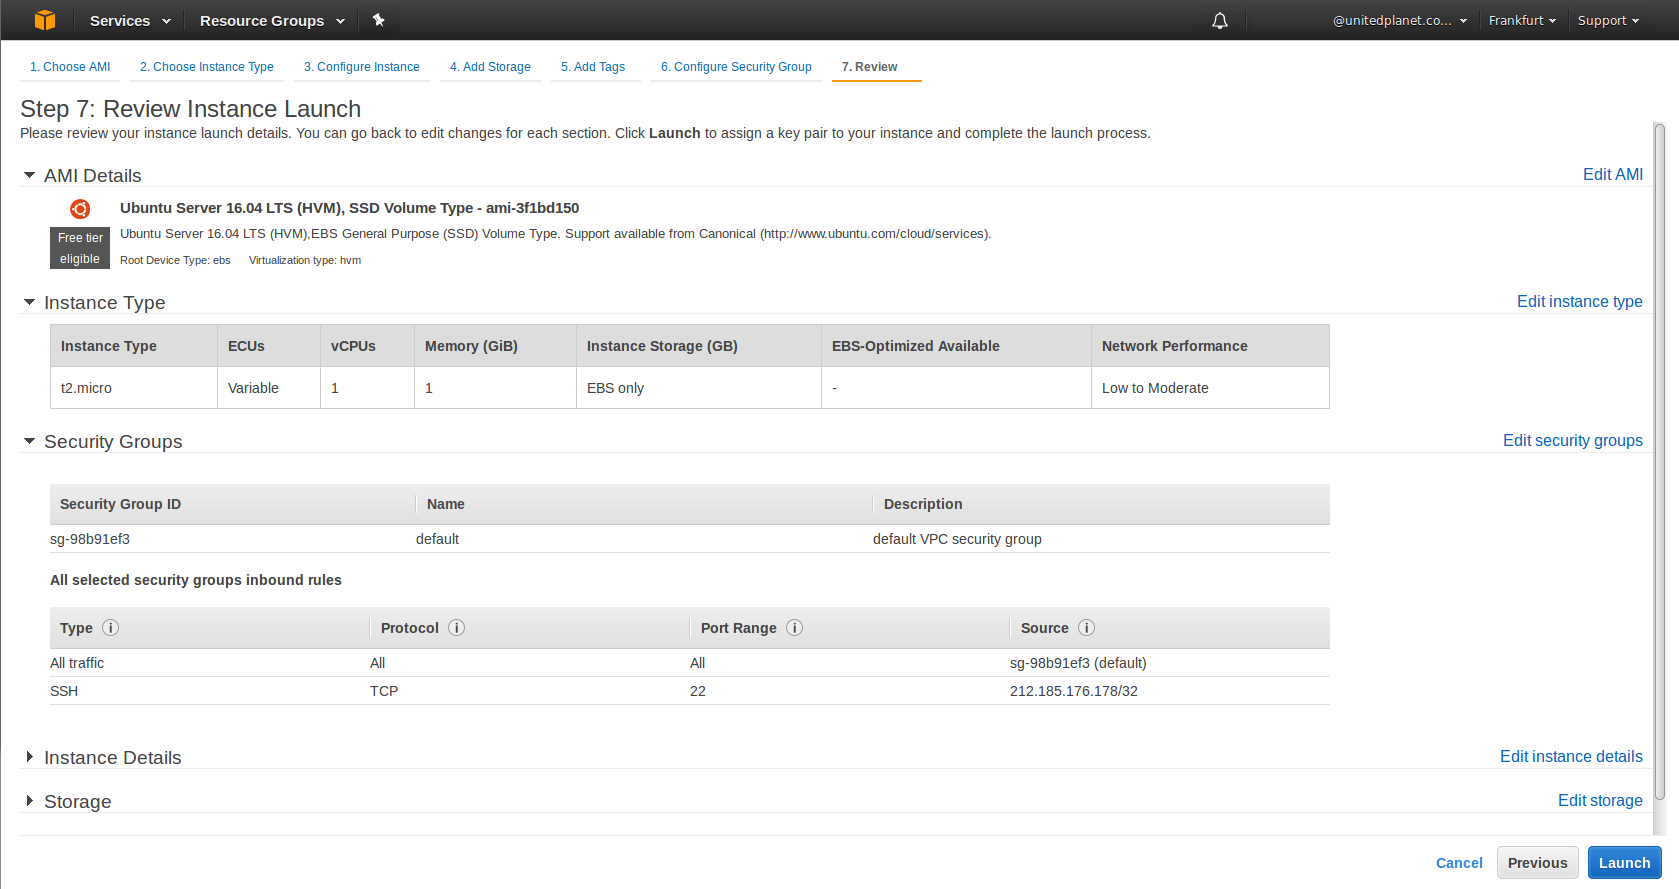 Services Resource Groups @unitedplanet.co... Frankfurt Support
1. Choose AMI 2. Choose Instance Type 3. Configure Instance 4. Add Storage 5. Add Tags 6. Configure Security Group 7. Review
Step 7: Review Instance Launch
Please review your instance launch details. You can go back to edit changes for each section. Click Launch to assign a key pair to your instance and complete the launch process.
AMI Details Edit AMI
Ubuntu Server 16.04 LTS (HVM), SSD Volume Type - ami-3f1bd150
Free tier eligible
Ubuntu Server 16.04 LTS (HVM),EBS General Purpose (SSD) Volume Type. Support available from Canonical (http://www.ubuntu.com/cloud/services).
Root Device Type: ebs Virtualization type: hvm
Instance Type Edit instance type
Instance Type ECUs vCPUs Memory (GiB) Instance Storage (GB) EBS-Optimized Available Network Performance
t2.micro Variable 1 1 EBS only - Low to Moderate
Security Groups Edit security groups
Security Group ID Name Description
sg-98b91ef3 default default VPC security group
All selected security groups inbound rules
Type Protocol Port Range Source
All traffic All All sg-98b91ef3 (default)
SSH TCP 22 212.185.176.178/32
Instance Details Edit instance details
Storage Edit storage
Cancel Previous Launch